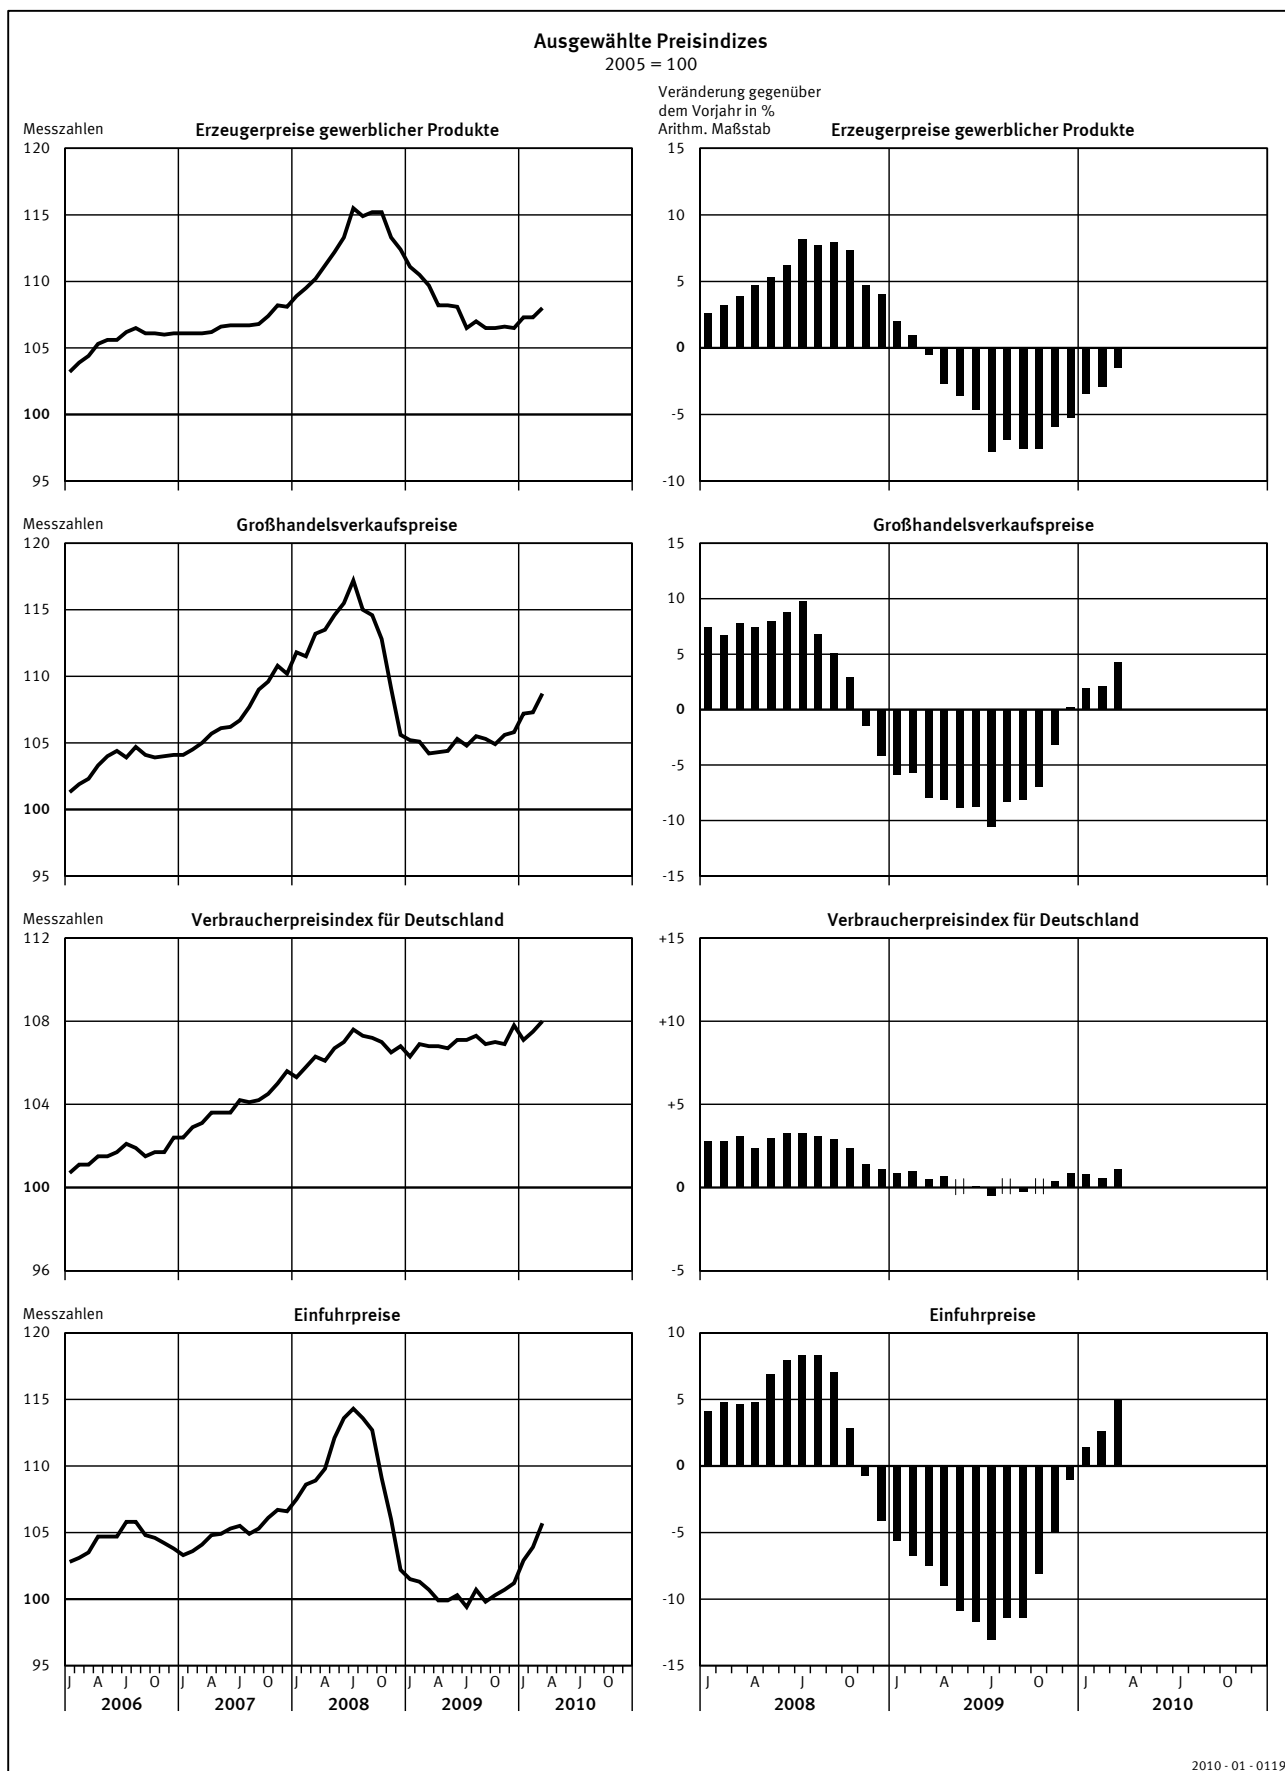 Ausgewählte Preisindizes
2005 = 100
Veränderung gegenüber
dem Vorjahr in %
Arithm. Maßstab
Messzahlen
Erzeugerpreise gewerblicher Produkte
120
115
110
105
100
95
Erzeugerpreise gewerblicher Produkte
15
10
5
0
-5
-10
Messzahlen
Großhandelsverkaufspreise
120
115
110
105
100
95
Großhandelsverkaufspreise
15
10
5
0
-5
-10
-15
Messzahlen
Verbraucherpreisindex für Deutschland
112
108
104
100
96
Verbraucherpreisindex für Deutschland
+15
+10
+5
0
-5
Messzahlen
Einfuhrpreise
120
115
110
105
100
95
J A J O J A J O J A J O J A J O J A J O
2006 2007 2008 2009 2010
Einfuhrpreise
10
5
0
-5
-10
-15
J A J O J A J O J A J O
2008 2009 2010
2010 - 01 - 0119